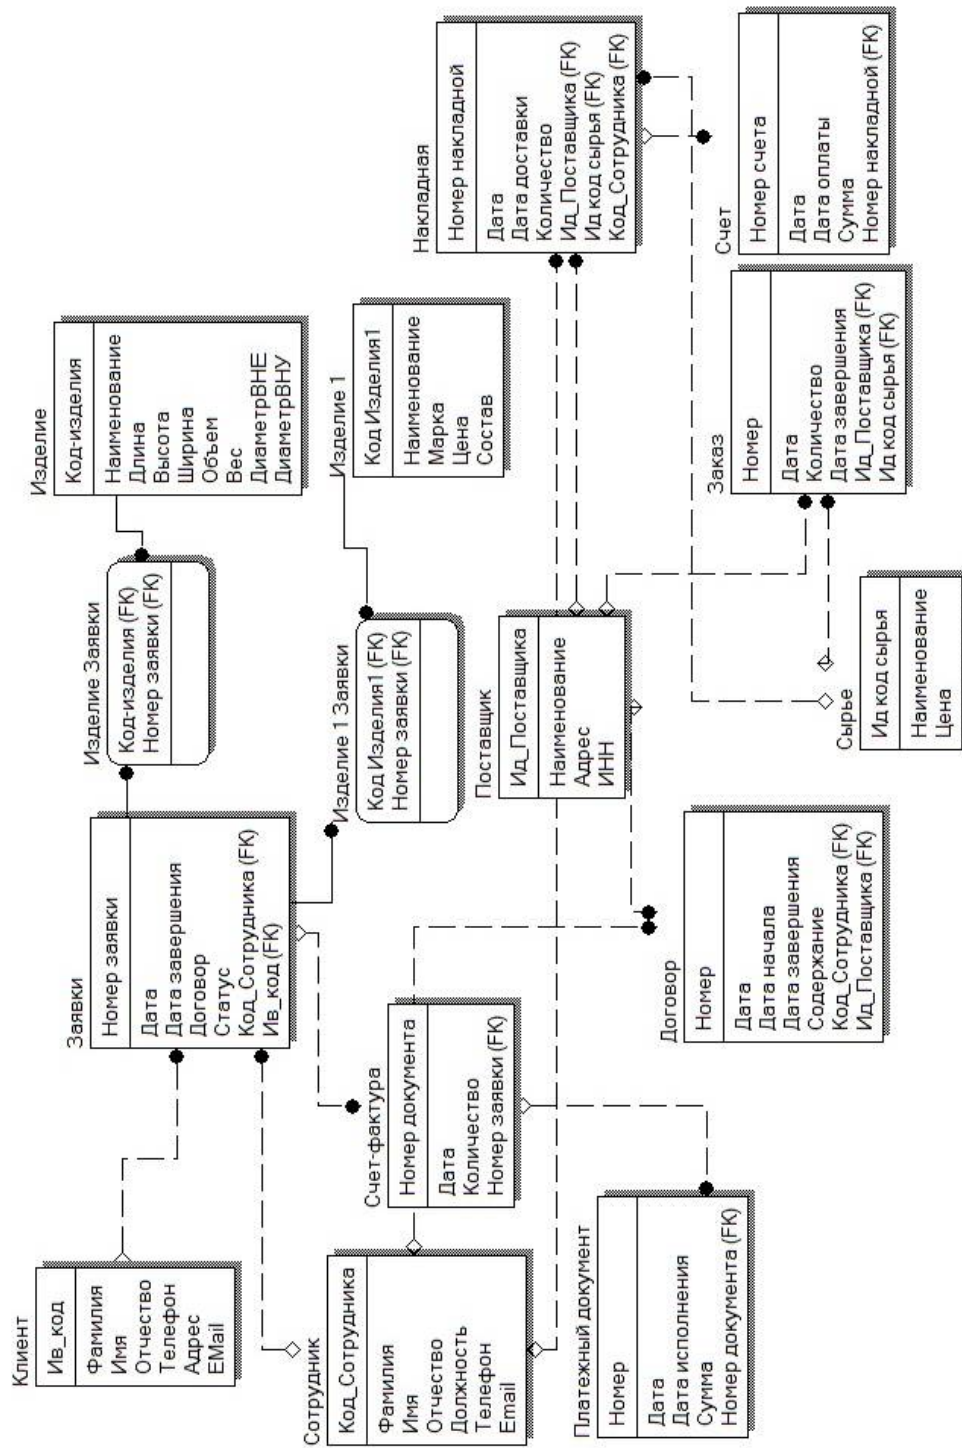 Клиент
Ив_код
Фамилия
Имя
Отчество
Телефон
Адрес
EMail
Заявки
Номер заявки
Дата
Дата завершения
Договор
Статус
Код_Сотрудника (FK)
Ив_код (FK)
Изделие Заявки
Код-изделия (FK)
Номер заявки (FK)
Изделие
Код-изделия
Наименование
Длина
Высота
Ширина
Объем
Вес
ДиаметрВНЕ
ДиаметрВНУ
Сотрудник
Код_Сотрудника
Фамилия
Имя
Отчество
Должность
Телефон
Email
Счет-фактура
Номер документа
Дата
Количество
Номер заявки (FK)
Изделие 1 Заявки
Код Изделия1 (FK)
Номер заявки (FK)
Изделие 1
Код Изделия1
Наименование
Марка
Цена
Состав
Поставщик
Ид_Поставщика
Наименование
Адрес
ИНН
Накладная
Номер накладной
Дата
Дата доставки
Количество
Ид_Поставщика (FK)
Ид код сырья (FK)
Код_Сотрудника (FK)
Платежный документ
Номер
Дата
Дата исполнения
Сумма
Номер документа (FK)
Договор
Номер
Дата
Дата начала
Дата завершения
Содержание
Код_Сотрудника (FK)
Ид_Поставщика (FK)
Сырье
Ид код сырья
Наименование
Цена
Заказ
Номер
Дата
Количество
Дата завершения
Ид_Поставщика (FK)
Ид код сырья (FK)
Счет
Номер счета
Дата
Дата оплаты
Сумма
Номер накладной (FK)